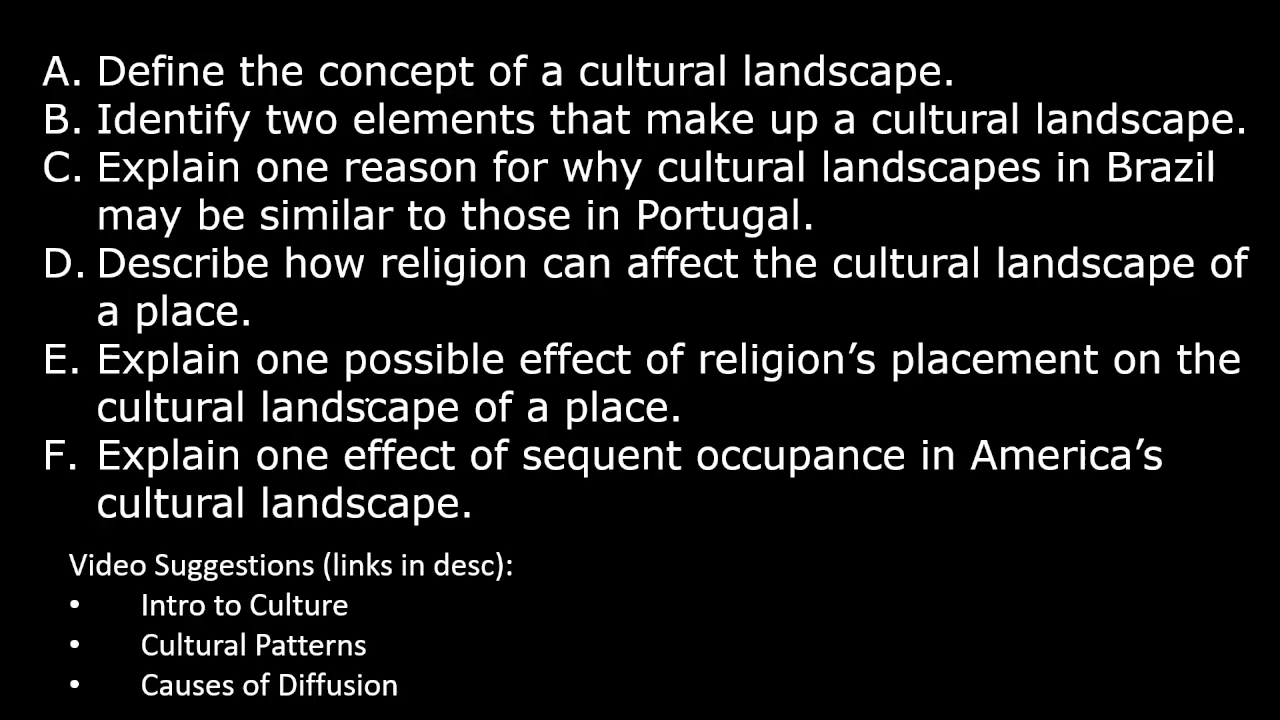 A. Define the concept of a cultural landscape.
B. Identify two elements that make up a cultural landscape.
C. Explain one reason for why cultural landscapes in Brazil
may be similar to those in Portugal.
D. Describe how religion can affect the cultural landscape of
a place.
E. Explain one possible effect of religion’s placement on the
cultural landscape of a place.
F. Explain one effect of sequent occupance in America’s
cultural landscape.
Video Suggestions (links in desc):
• Intro to Culture
• Cultural Patterns
• Causes of Diffusion